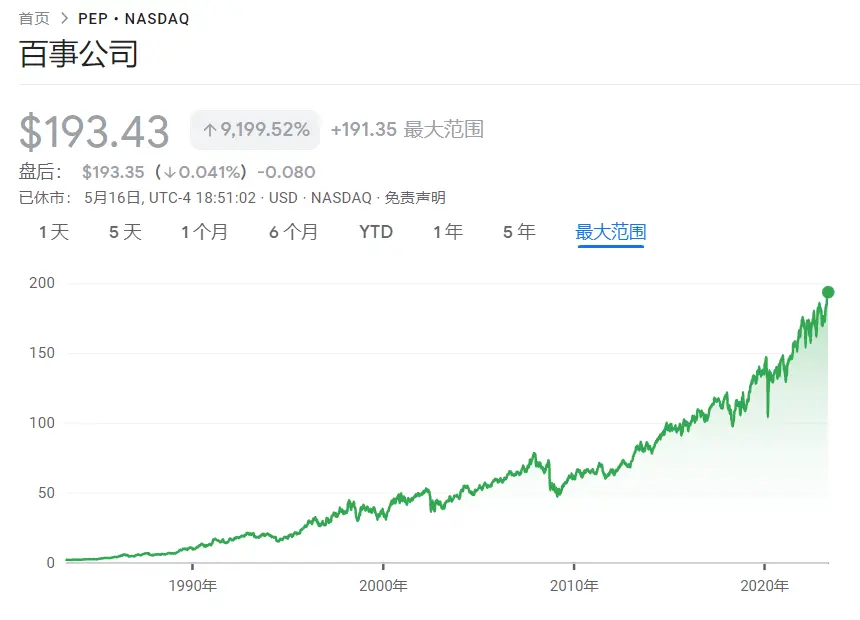 首页 > PEP • NASDAQ
百事公司
$193.43 ↑9,199.52% +191.35 最大范围
盘后： $193.35 (↓0.041%) -0.080
已休市： 5月16日, UTC-4 18:51:02 · USD · NASDAQ · 免责声明
1天 5天 1个月 6个月 YTD 1年 5年 最大范围
200
150
100
50
0
1990年 2000年 2010年 2020年